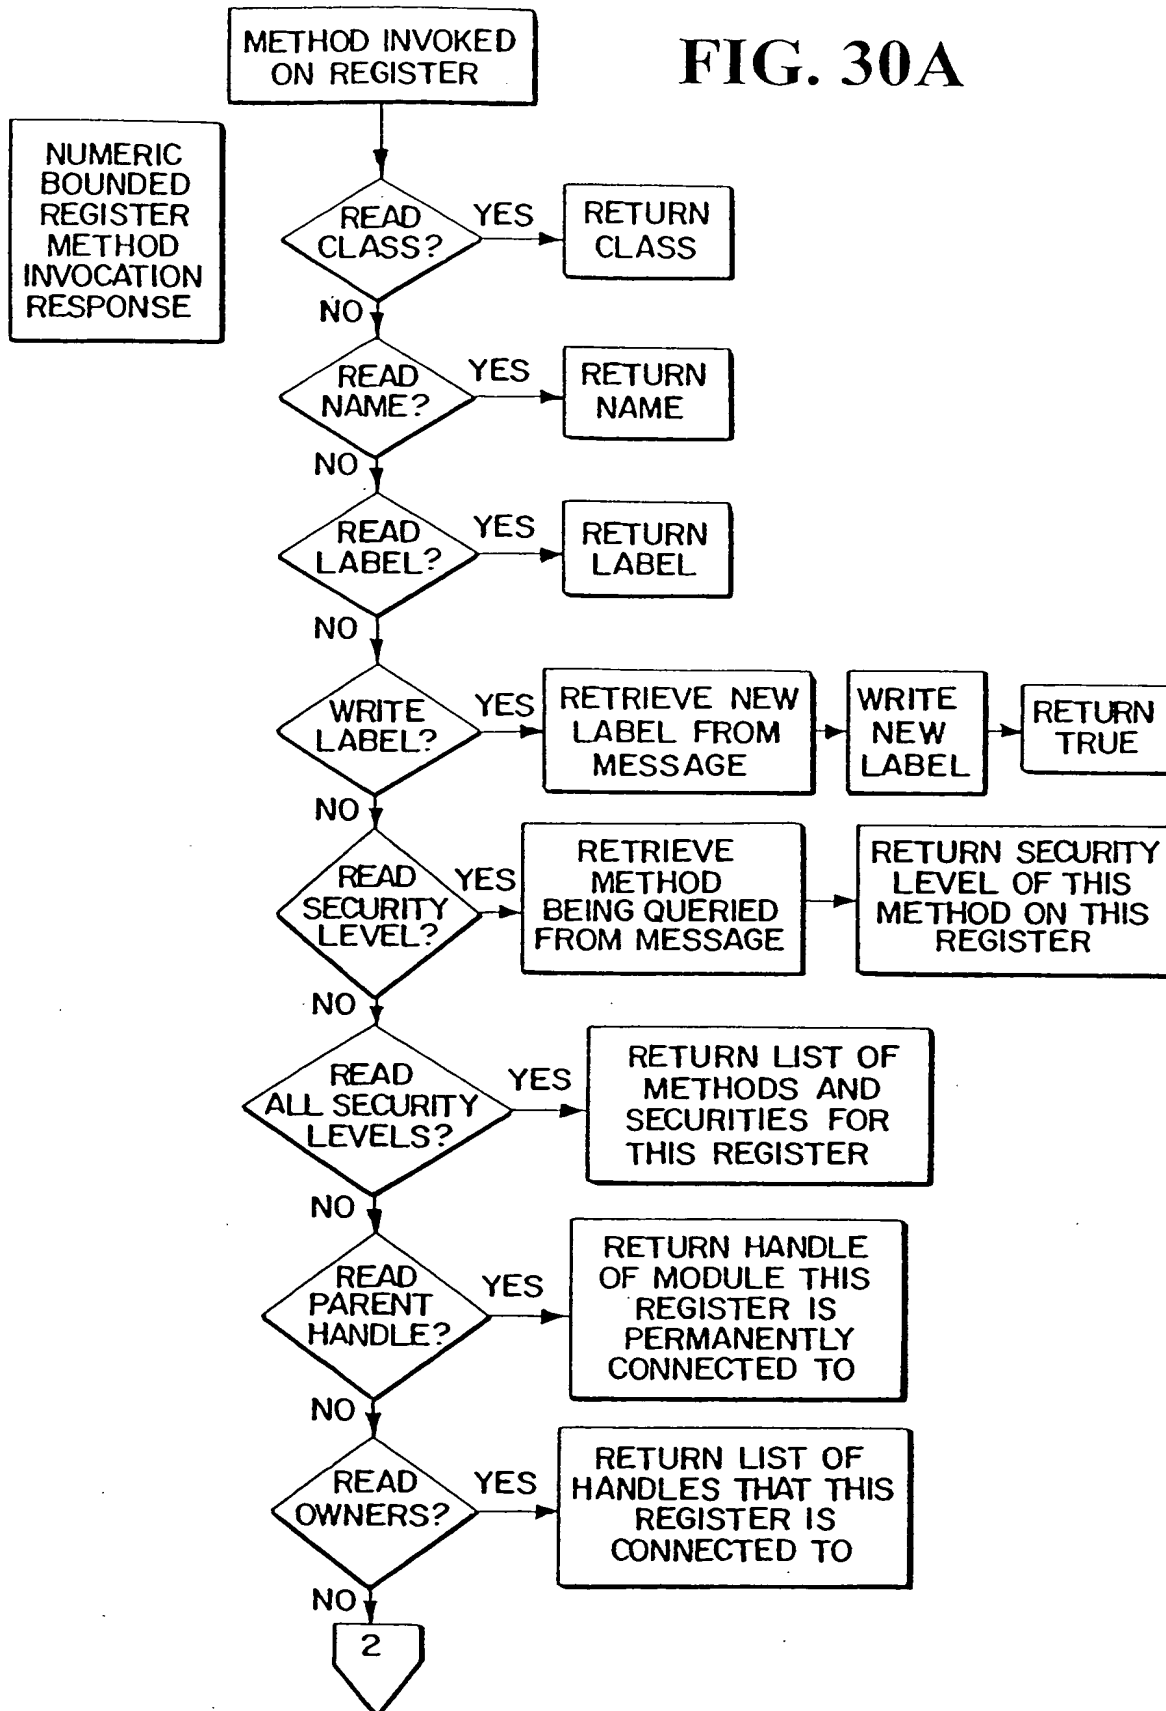 METHOD INVOKED
ON REGISTER
FIG. 30A
NUMERIC
BOUNDED
REGISTER
METHOD
INVOCATION
RESPONSE
READ
CLASS?
YES
RETURN
CLASS
NO
READ
NAME?
YES
RETURN
NAME
NO
READ
LABEL?
YES
RETURN
LABEL
NO
WRITE
LABEL?
YES
RETRIEVE NEW
LABEL FROM
MESSAGE
WRITE
NEW
LABEL
RETURN
TRUE
NO
READ
SECURITY
LEVEL?
YES
RETRIEVE
METHOD
BEING QUERIED
FROM MESSAGE
RETURN SECURITY
LEVEL OF THIS
METHOD ON THIS
REGISTER
NO
READ
ALL SECURITY
LEVELS?
YES
RETURN LIST OF
METHODS AND
SECURITIES FOR
THIS REGISTER
NO
READ
PARENT
HANDLE?
YES
RETURN HANDLE
OF MODULE THIS
REGISTER IS
PERMANENTLY
CONNECTED TO
NO
READ
OWNERS?
YES
RETURN LIST OF
HANDLES THAT THIS
REGISTER IS
CONNECTED TO
NO
2